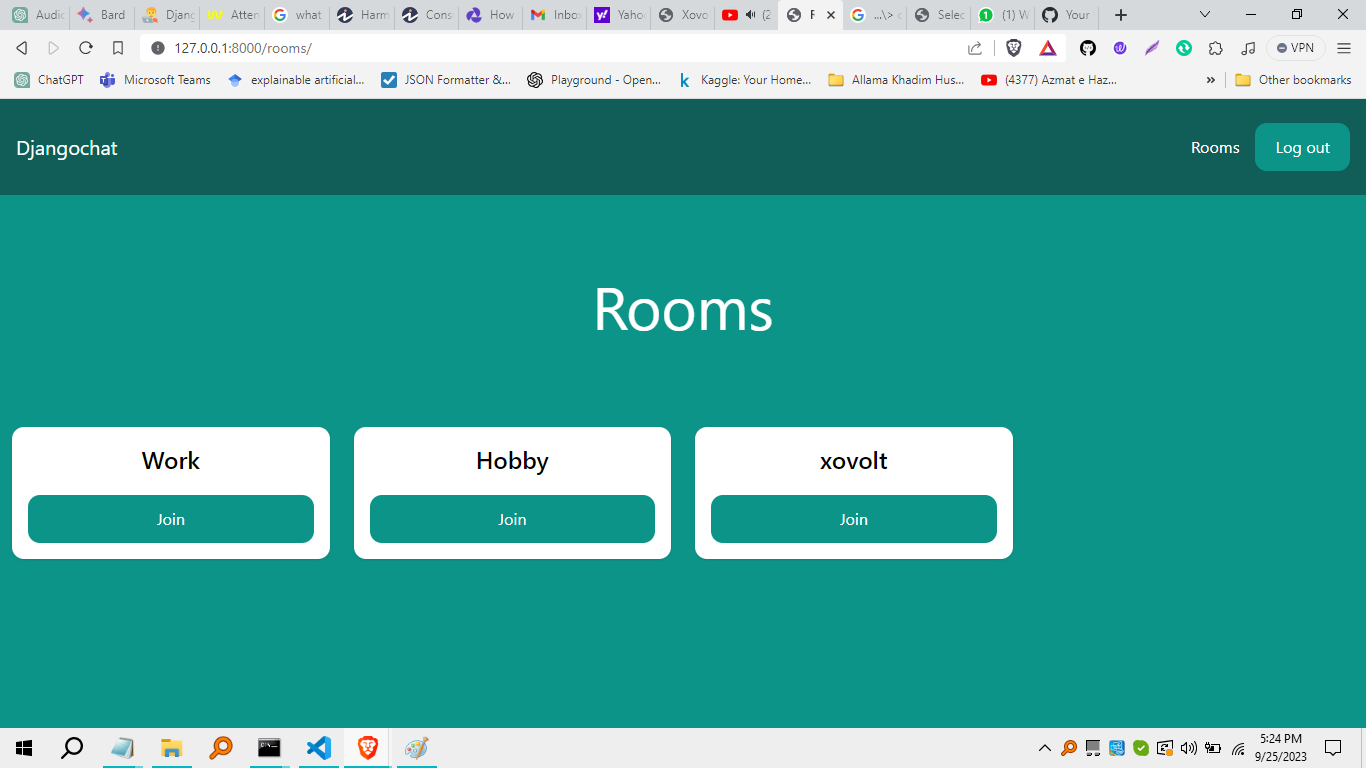 Audio
Bard
Djang
Atten
what
Harm
Cons
How
Inbo
Yaho
Xovo
(2
R
...\> c
Selec
(1) W
Your
127.0.0.1:8000/rooms/
VPN
ChatGPT
Microsoft Teams
explainable artificial...
JSON Formatter &...
Playground - Open...
Kaggle: Your Home...
Allama Khadim Hus...
(4377) Azmat e Haz...
»
Other bookmarks
Djangochat
Rooms
Log out
Rooms
Work
Hobby
xovolt
Join
Join
Join
5:24 PM
9/25/2023